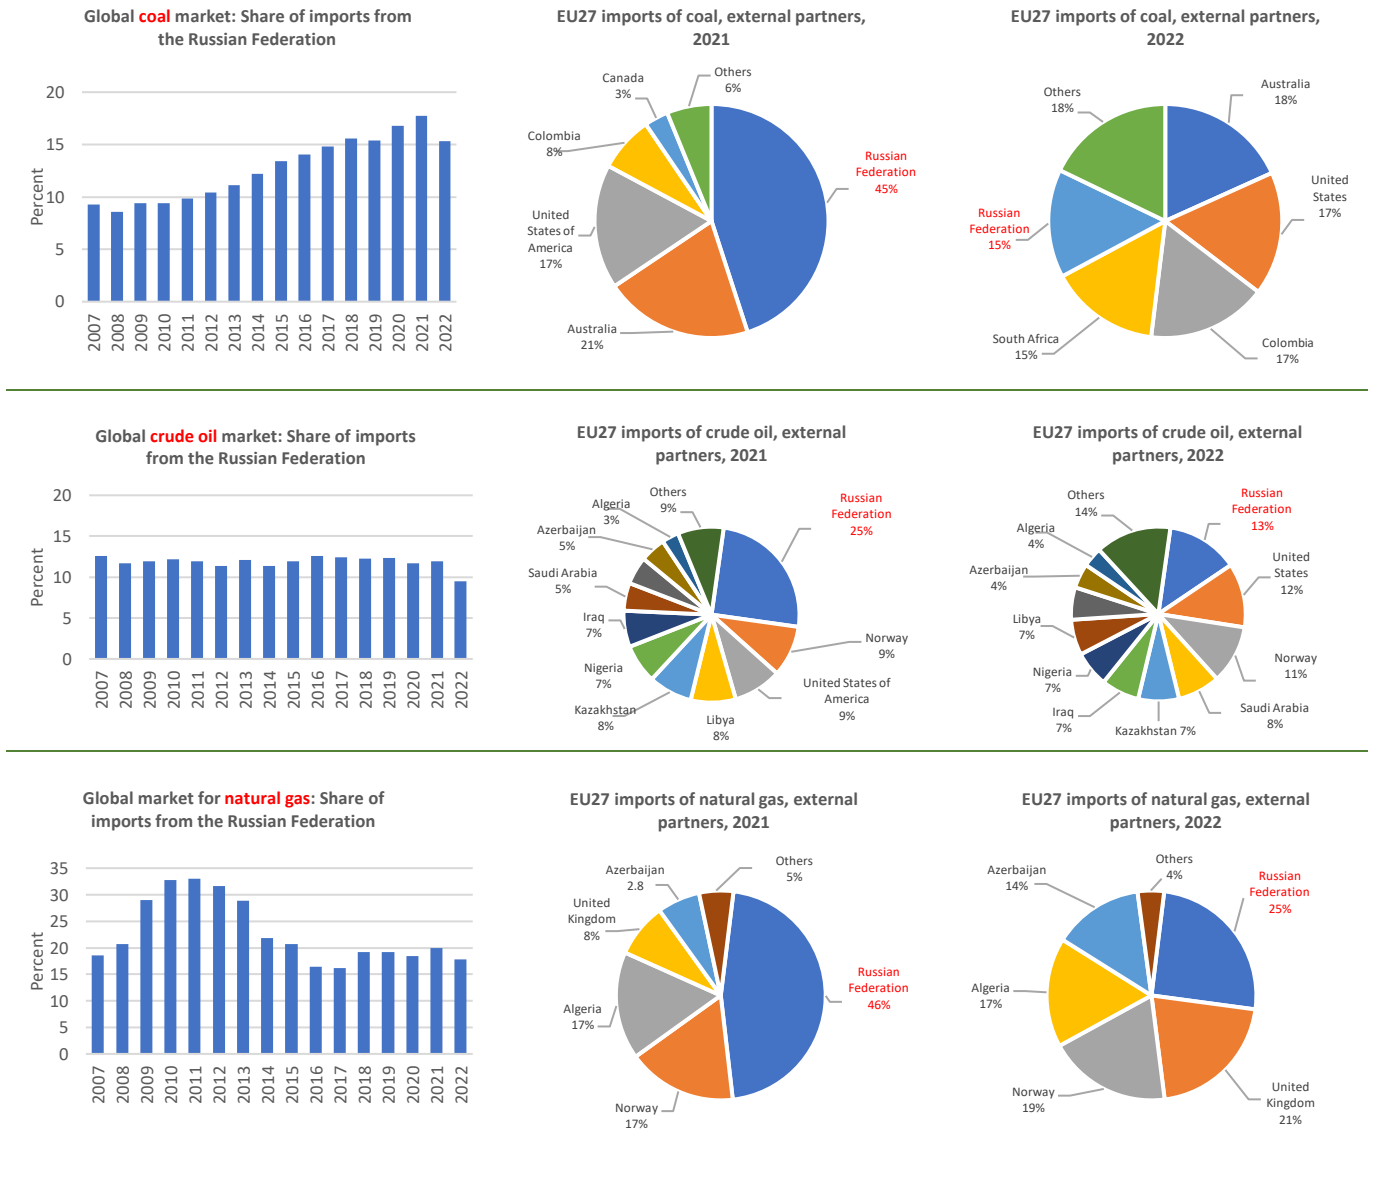 Global coal market: Share of imports from
the Russian Federation
Percent
20
15
10
5
0
2007
2008
2009
2010
2011
2012
2013
2014
2015
2016
2017
2018
2019
2020
2021
2022
EU27 imports of coal, external partners,
2021
Canada
3%
Others
6%
Colombia
8%
Russian
Federation
45%
United
States of
America
17%
Australia
21%
EU27 imports of coal, external partners,
2022
Others
18%
Australia
18%
United
States
17%
Russian
Federation
15%
South Africa
15%
Colombia
17%
Global crude oil market: Share of imports
from the Russian Federation
Percent
20
15
10
5
0
2007
2008
2009
2010
2011
2012
2013
2014
2015
2016
2017
2018
2019
2020
2021
2022
EU27 imports of crude oil, external
partners, 2021
Others
9%
Algeria
3%
Azerbaijan
5%
Saudi Arabia
5%
Iraq
7%
Nigeria
7%
Kazakhstan
8%
Libya
8%
United States of
America
9%
Norway
9%
Russian
Federation
25%
EU27 imports of crude oil, external
partners, 2022
Others
14%
Algeria
4%
Azerbaijan
4%
Libya
7%
Nigeria
7%
Iraq
7%
Kazakhstan 7%
Saudi Arabia
8%
Norway
11%
United
States
12%
Russian
Federation
13%
Global market for natural gas: Share of
imports from the Russian Federation
Percent
35
30
25
20
15
10
5
0
2007
2008
2009
2010
2011
2012
2013
2014
2015
2016
2017
2018
2019
2020
2021
2022
EU27 imports of natural gas, external
partners, 2021
Others
5%
Azerbaijan
2.8
United
Kingdom
8%
Algeria
17%
Norway
17%
Russian
Federation
46%
EU27 imports of natural gas, external
partners, 2022
Others
4%
Azerbaijan
14%
Algeria
17%
Norway
19%
United
Kingdom
21%
Russian
Federation
25%